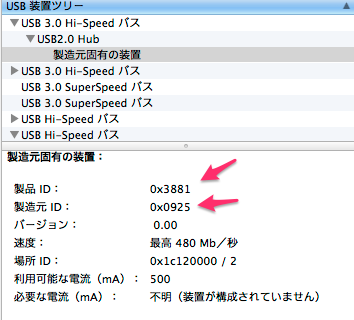 USB 装置ツリー
USB 3.0 Hi-Speed バス
USB2.0 Hub
製造元固有の装置
USB 3.0 Hi-Speed バス
USB 3.0 SuperSpeed バス
USB 3.0 SuperSpeed バス
USB Hi-Speed バス
USB Hi-Speed バス
製造元固有の装置：
製品 ID： 0x3881
製造元 ID： 0x0925
バージョン： 0.00
速度： 最高 480 Mb／秒
場所 ID： 0x1c120000 / 2
利用可能な電流（mA）： 500
必要な電流（mA）： 不明（装置が構成されていません）